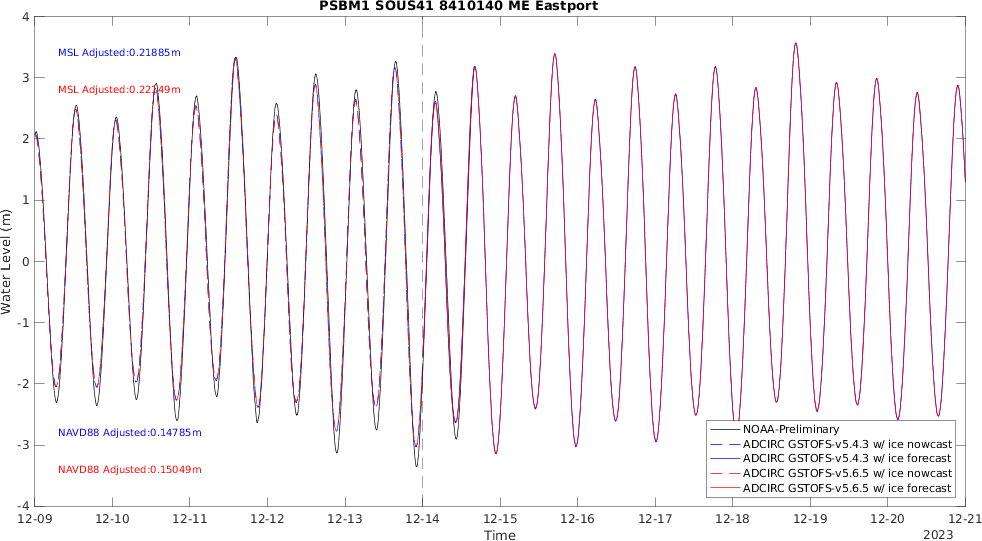 PSBM1 SOUS41 8410140 ME Eastport
4
3
2
1
0
-1
-2
-3
-4
Water Level (m)
MSL Adjusted:0.21885m
MSL Adjusted:0.22149m
NAVD88 Adjusted:0.14785m
NAVD88 Adjusted:0.15049m
NOAA-Preliminary
ADCIRC GSTOFS-v5.4.3 w/ ice nowcast
ADCIRC GSTOFS-v5.4.3 w/ ice forecast
ADCIRC GSTOFS-v5.6.5 w/ ice nowcast
ADCIRC GSTOFS-v5.6.5 w/ ice forecast
12-09 12-10 12-11 12-12 12-13 12-14 12-15 12-16 12-17 12-18 12-19 12-20 12-21
Time
2023